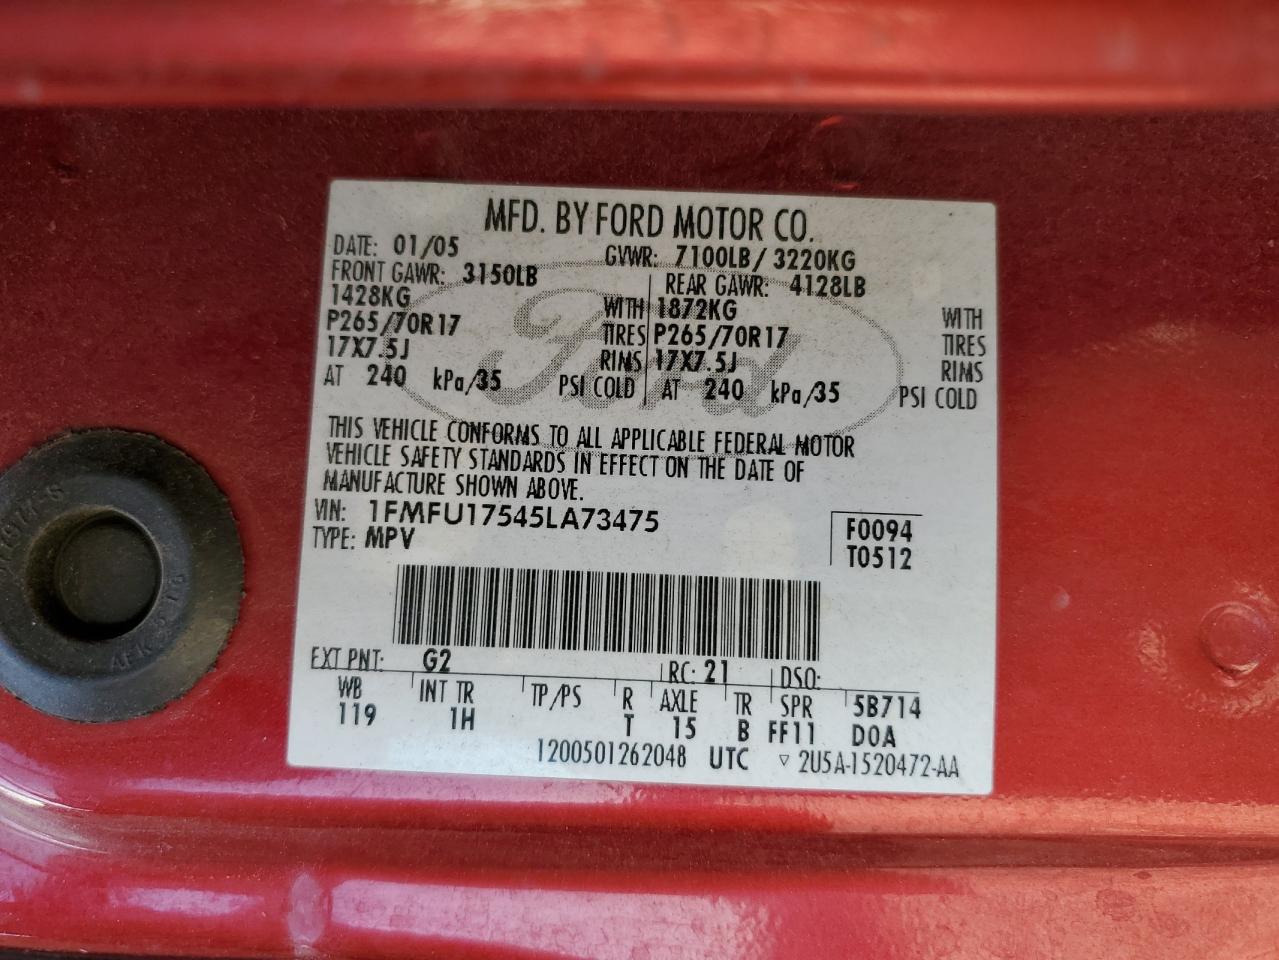 MFD. BY FORD MOTOR CO.
DATE: 01/05 GVWR: 7100LB/ 3220KG
FRONT GAWR: 3150LB REAR GAWR: 4128LB
1428KG WITH 1872KG WITH
P265/70R17 TIRES P265/70R17 TIRES
17X7.5J RIMS 17X7.5J RIMS
AT 240 kPa/35 PSI COLD AT 240 kPa/35 PSI COLD
Ford
THIS VEHICLE CONFORMS TO ALL APPLICABLE FEDERAL MOTOR
VEHICLE SAFETY STANDARDS IN EFFECT ON THE DATE OF
MANUFACTURE SHOWN ABOVE.
VIN: 1FMFU17545LA73475
TYPE: MPV
F0094
T0512
EXT PNT: G2 RC: 21 DSO:
WB INT TR TP/PS R AXLE TR SPR 5B714
119 1H T 15 B FF11 DOA
1200501262048 UTC ▽ 2U5A-1520472-AA